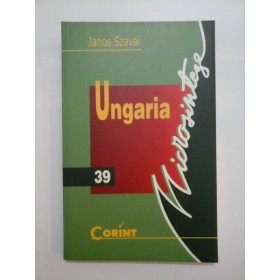 Janos Szavai
Ungaria
Microsinteze
39
CORINT